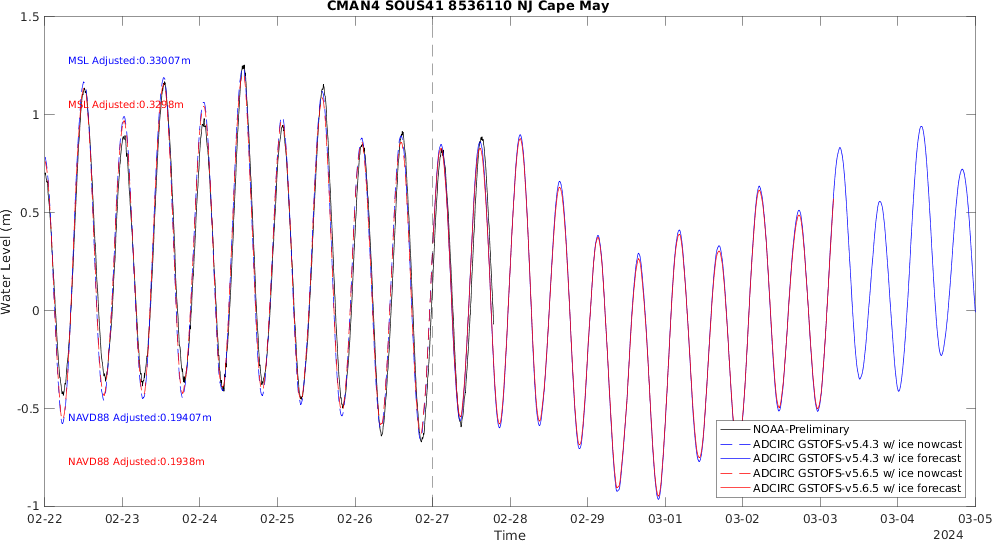 CMAN4 SOUS41 8536110 NJ Cape May
1.5
MSL Adjusted:0.33007m
MSL Adjusted:0.3298m
1
0.5
Water Level (m)
0
-0.5
NAVD88 Adjusted:0.19407m
NAVD88 Adjusted:0.1938m
NOAA-Preliminary
ADCIRC GSTOFS-v5.4.3 w/ ice nowcast
ADCIRC GSTOFS-v5.4.3 w/ ice forecast
ADCIRC GSTOFS-v5.6.5 w/ ice nowcast
ADCIRC GSTOFS-v5.6.5 w/ ice forecast
-1
02-22 02-23 02-24 02-25 02-26 02-27 02-28 02-29 03-01 03-02 03-03 03-04 03-05
Time
2024